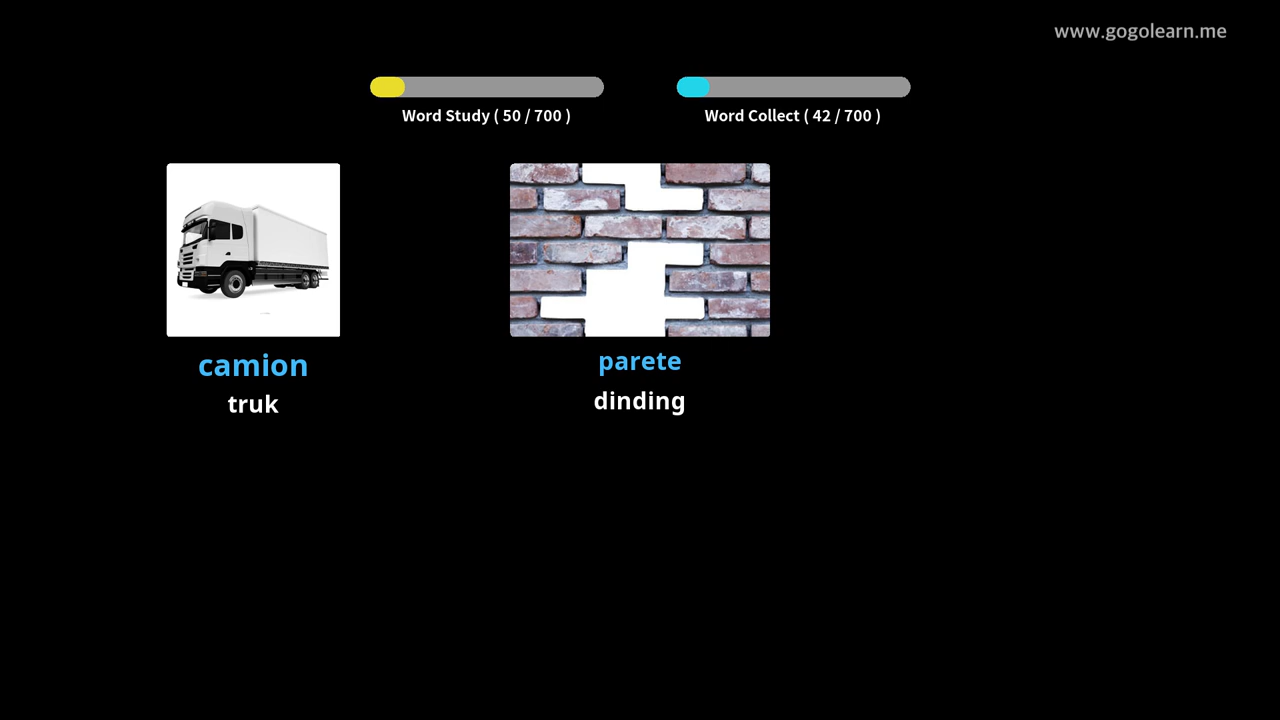 www.gogolearn.me
Word Study ( 50 / 700 )
Word Collect ( 42 / 700 )
camion
truk
parete
dinding